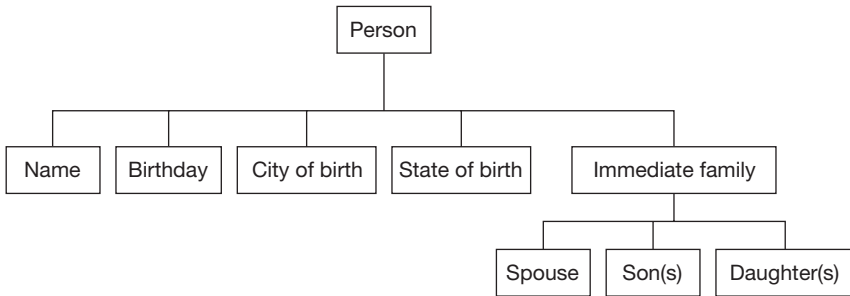 Person
Name
Birthday
City of birth
State of birth
Immediate family
Spouse
Son(s)
Daughter(s)